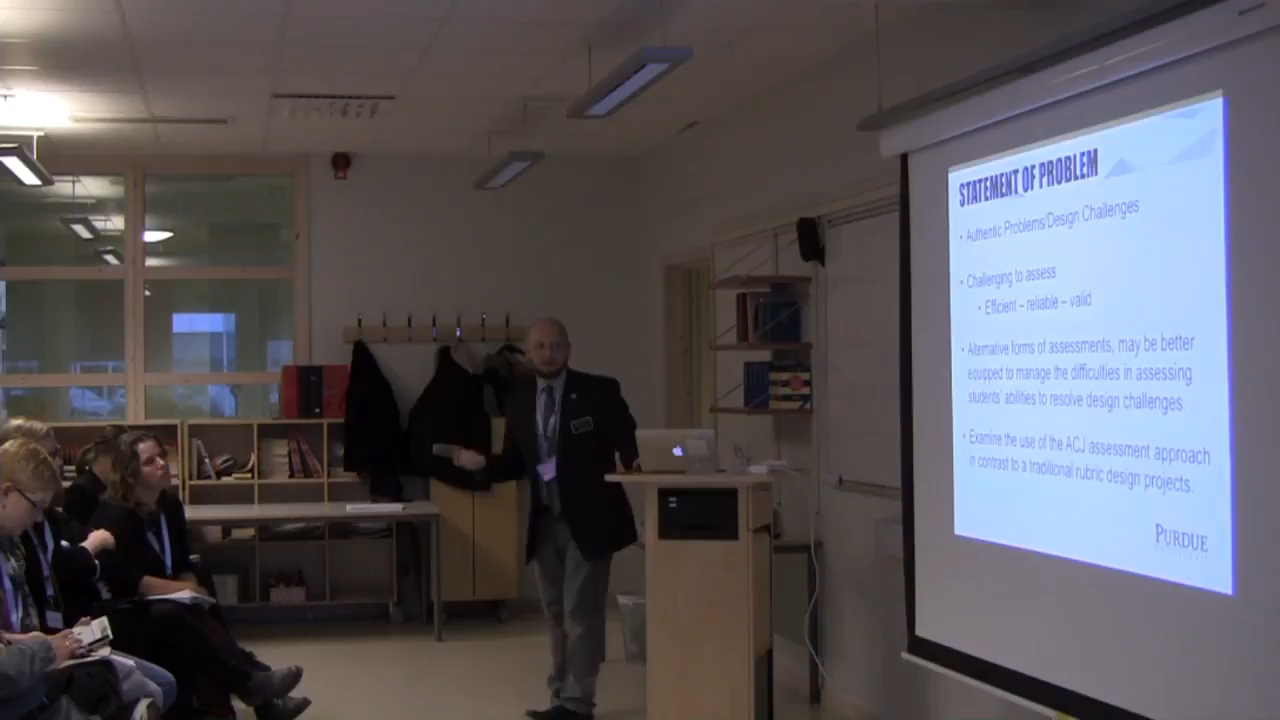 STATEMENT OF PROBLEM
• Authentic Problems/Design Challenges
• Challenging to assess
• Efficient – reliable – valid
• Alternative forms of assessments, may be better
equipped to manage the difficulties in assessing
students' abilities to resolve design challenges.
• Examine the use of the ACJ assessment approach
in contrast to a traditional rubric design projects.
PURDUE